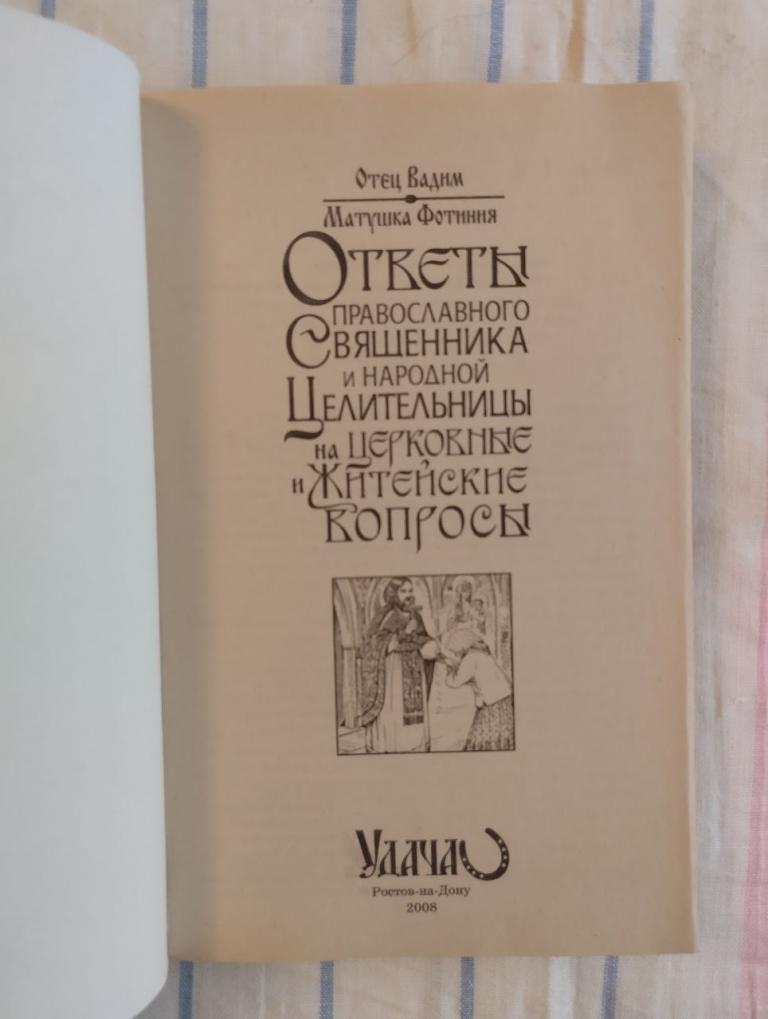 Отец Вадим
Матушка Фотиния
Ответы
православного
Священника
и народной
Целительницы
на церковные
и Житейские
вопросы
Удача
Ростов-на-Дону
2008